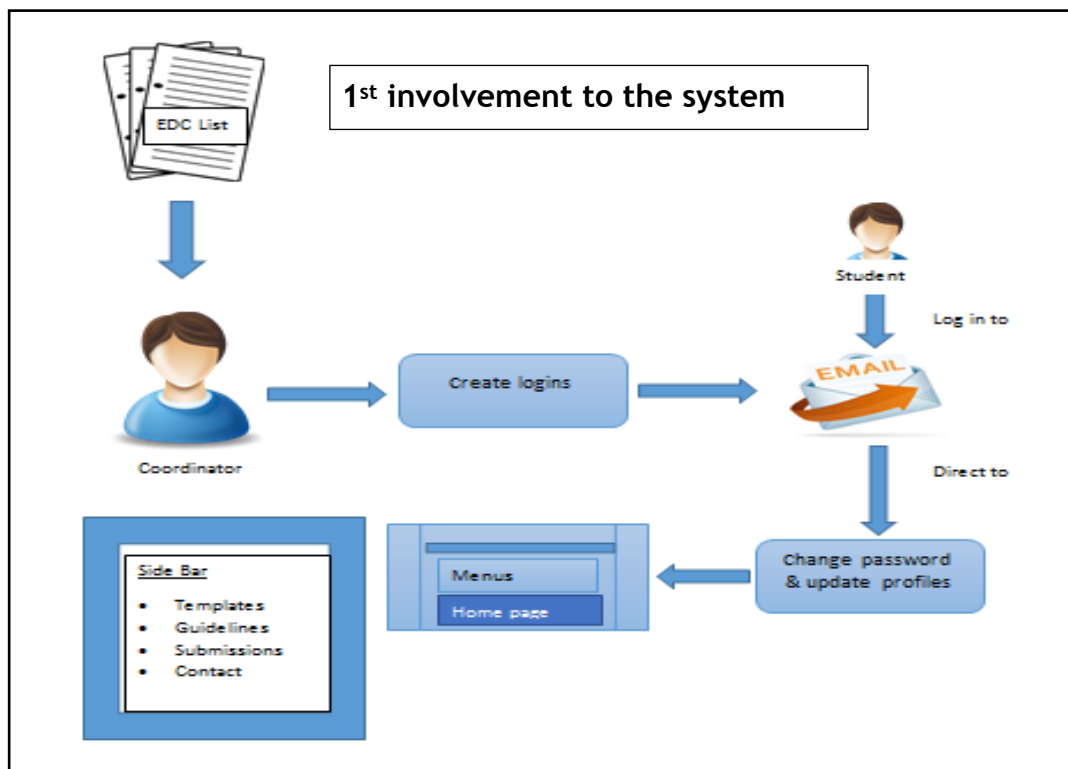 EDC List
1st involvement to the system
Student
Log in to
EMAIL
Create logins
Coordinator
Direct to
Change password
& update profiles
Menus
Home page
Side Bar
• Templates
• Guidelines
• Submissions
• Contact